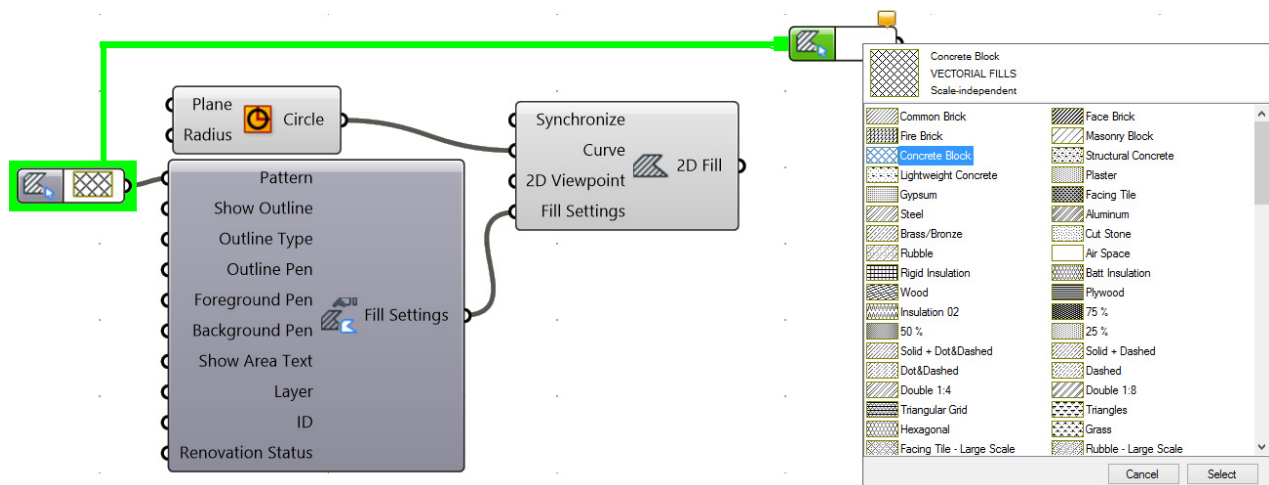 Plane
Radius
Circle
Synchronize
Curve
2D Viewpoint
Fill Settings
2D Fill
Pattern
Show Outline
Outline Type
Outline Pen
Foreground Pen
Background Pen
Show Area Text
Layer
ID
Renovation Status
Fill Settings
Concrete Block
VECTORIAL FILLS
Scale-independent
Common Brick Face Brick
Fire Brick Masonry Block
Concrete Block Structural Concrete
Lightweight Concrete Plaster
Gypsum Facing Tile
Steel Aluminum
Brass/Bronze Cut Stone
Rubble Air Space
Rigid Insulation Batt Insulation
Wood Plywood
Insulation 02 75 %
50 % 25 %
Solid + Dot&Dashed Solid + Dashed
Dot&Dashed Dashed
Double 1:4 Double 1:8
Triangular Grid Triangles
Hexagonal Grass
Facing Tile - Large Scale Rubble - Large Scale
Cancel Select